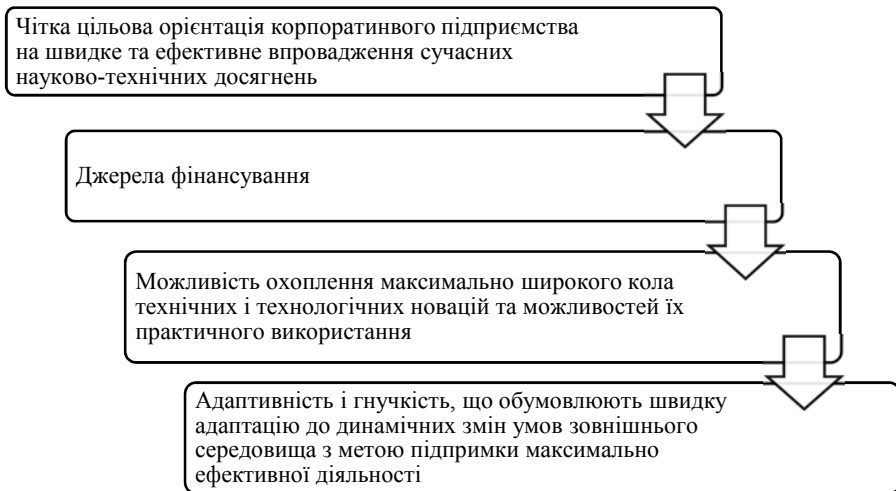 Чітка цільова орієнтація корпоратинвого підприємства
на швидке та ефективне впровадження сучасних
науково-технічних досягнень
Джерела фінансування
Можливість охоплення максимально широкого кола
технічних і технологічних новацій та можливостей їх
практичного використання
Адаптивність і гнучкість, що обумовлюють швидку
адаптацію до динамічних змін умов зовнішнього
середовища з метою підпримки максимально
ефективної діяльності